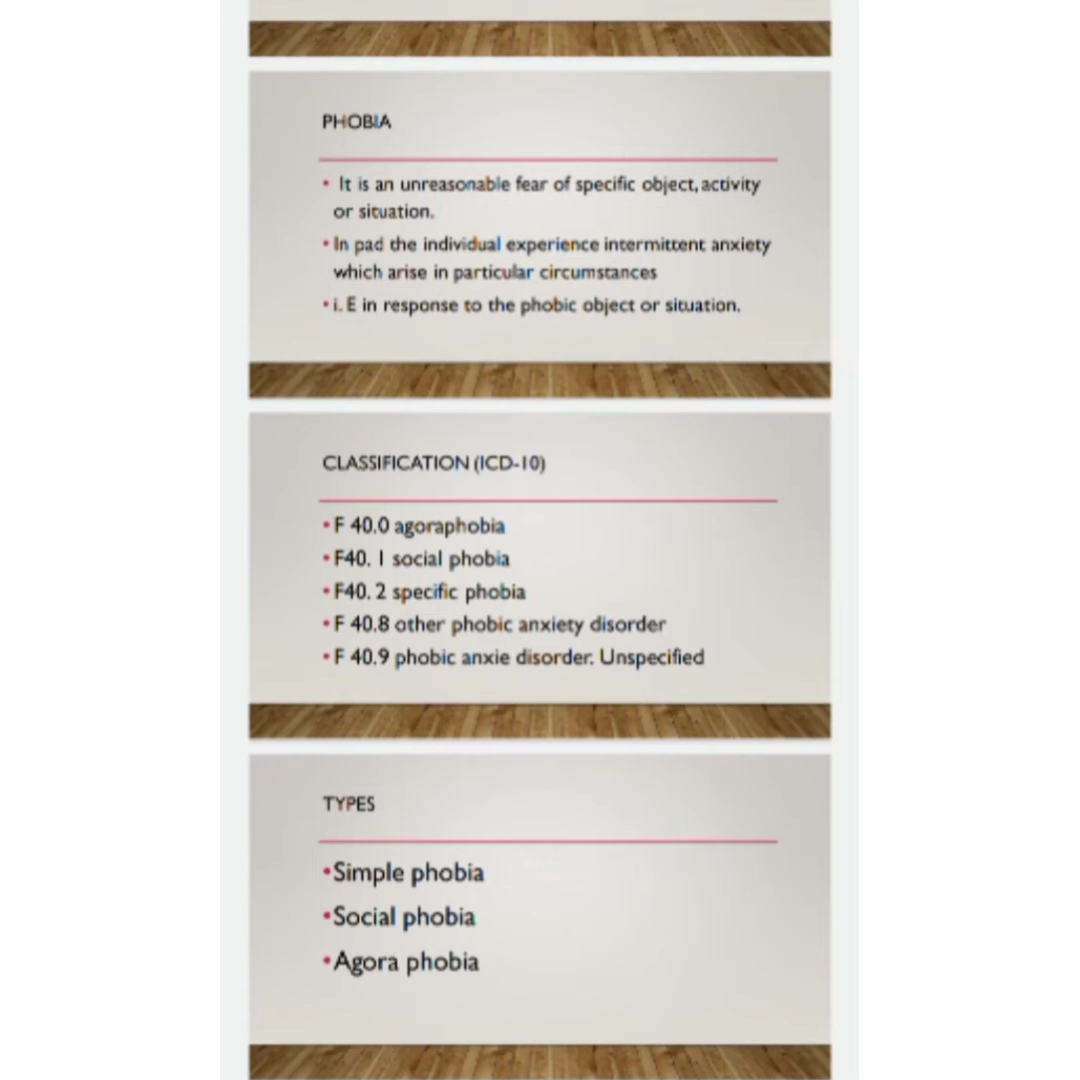 PHOBIA
• It is an unreasonable fear of specific object, activity
or situation.
• In pad the individual experience intermittent anxiety
which arise in particular circumstances
• i. E in response to the phobic object or situation.
CLASSIFICATION (ICD-10)
• F 40.0 agoraphobia
• F40. 1 social phobia
• F40. 2 specific phobia
• F 40.8 other phobic anxiety disorder
• F 40.9 phobic anxie disorder. Unspecified
TYPES
• Simple phobia
• Social phobia
• Agora phobia